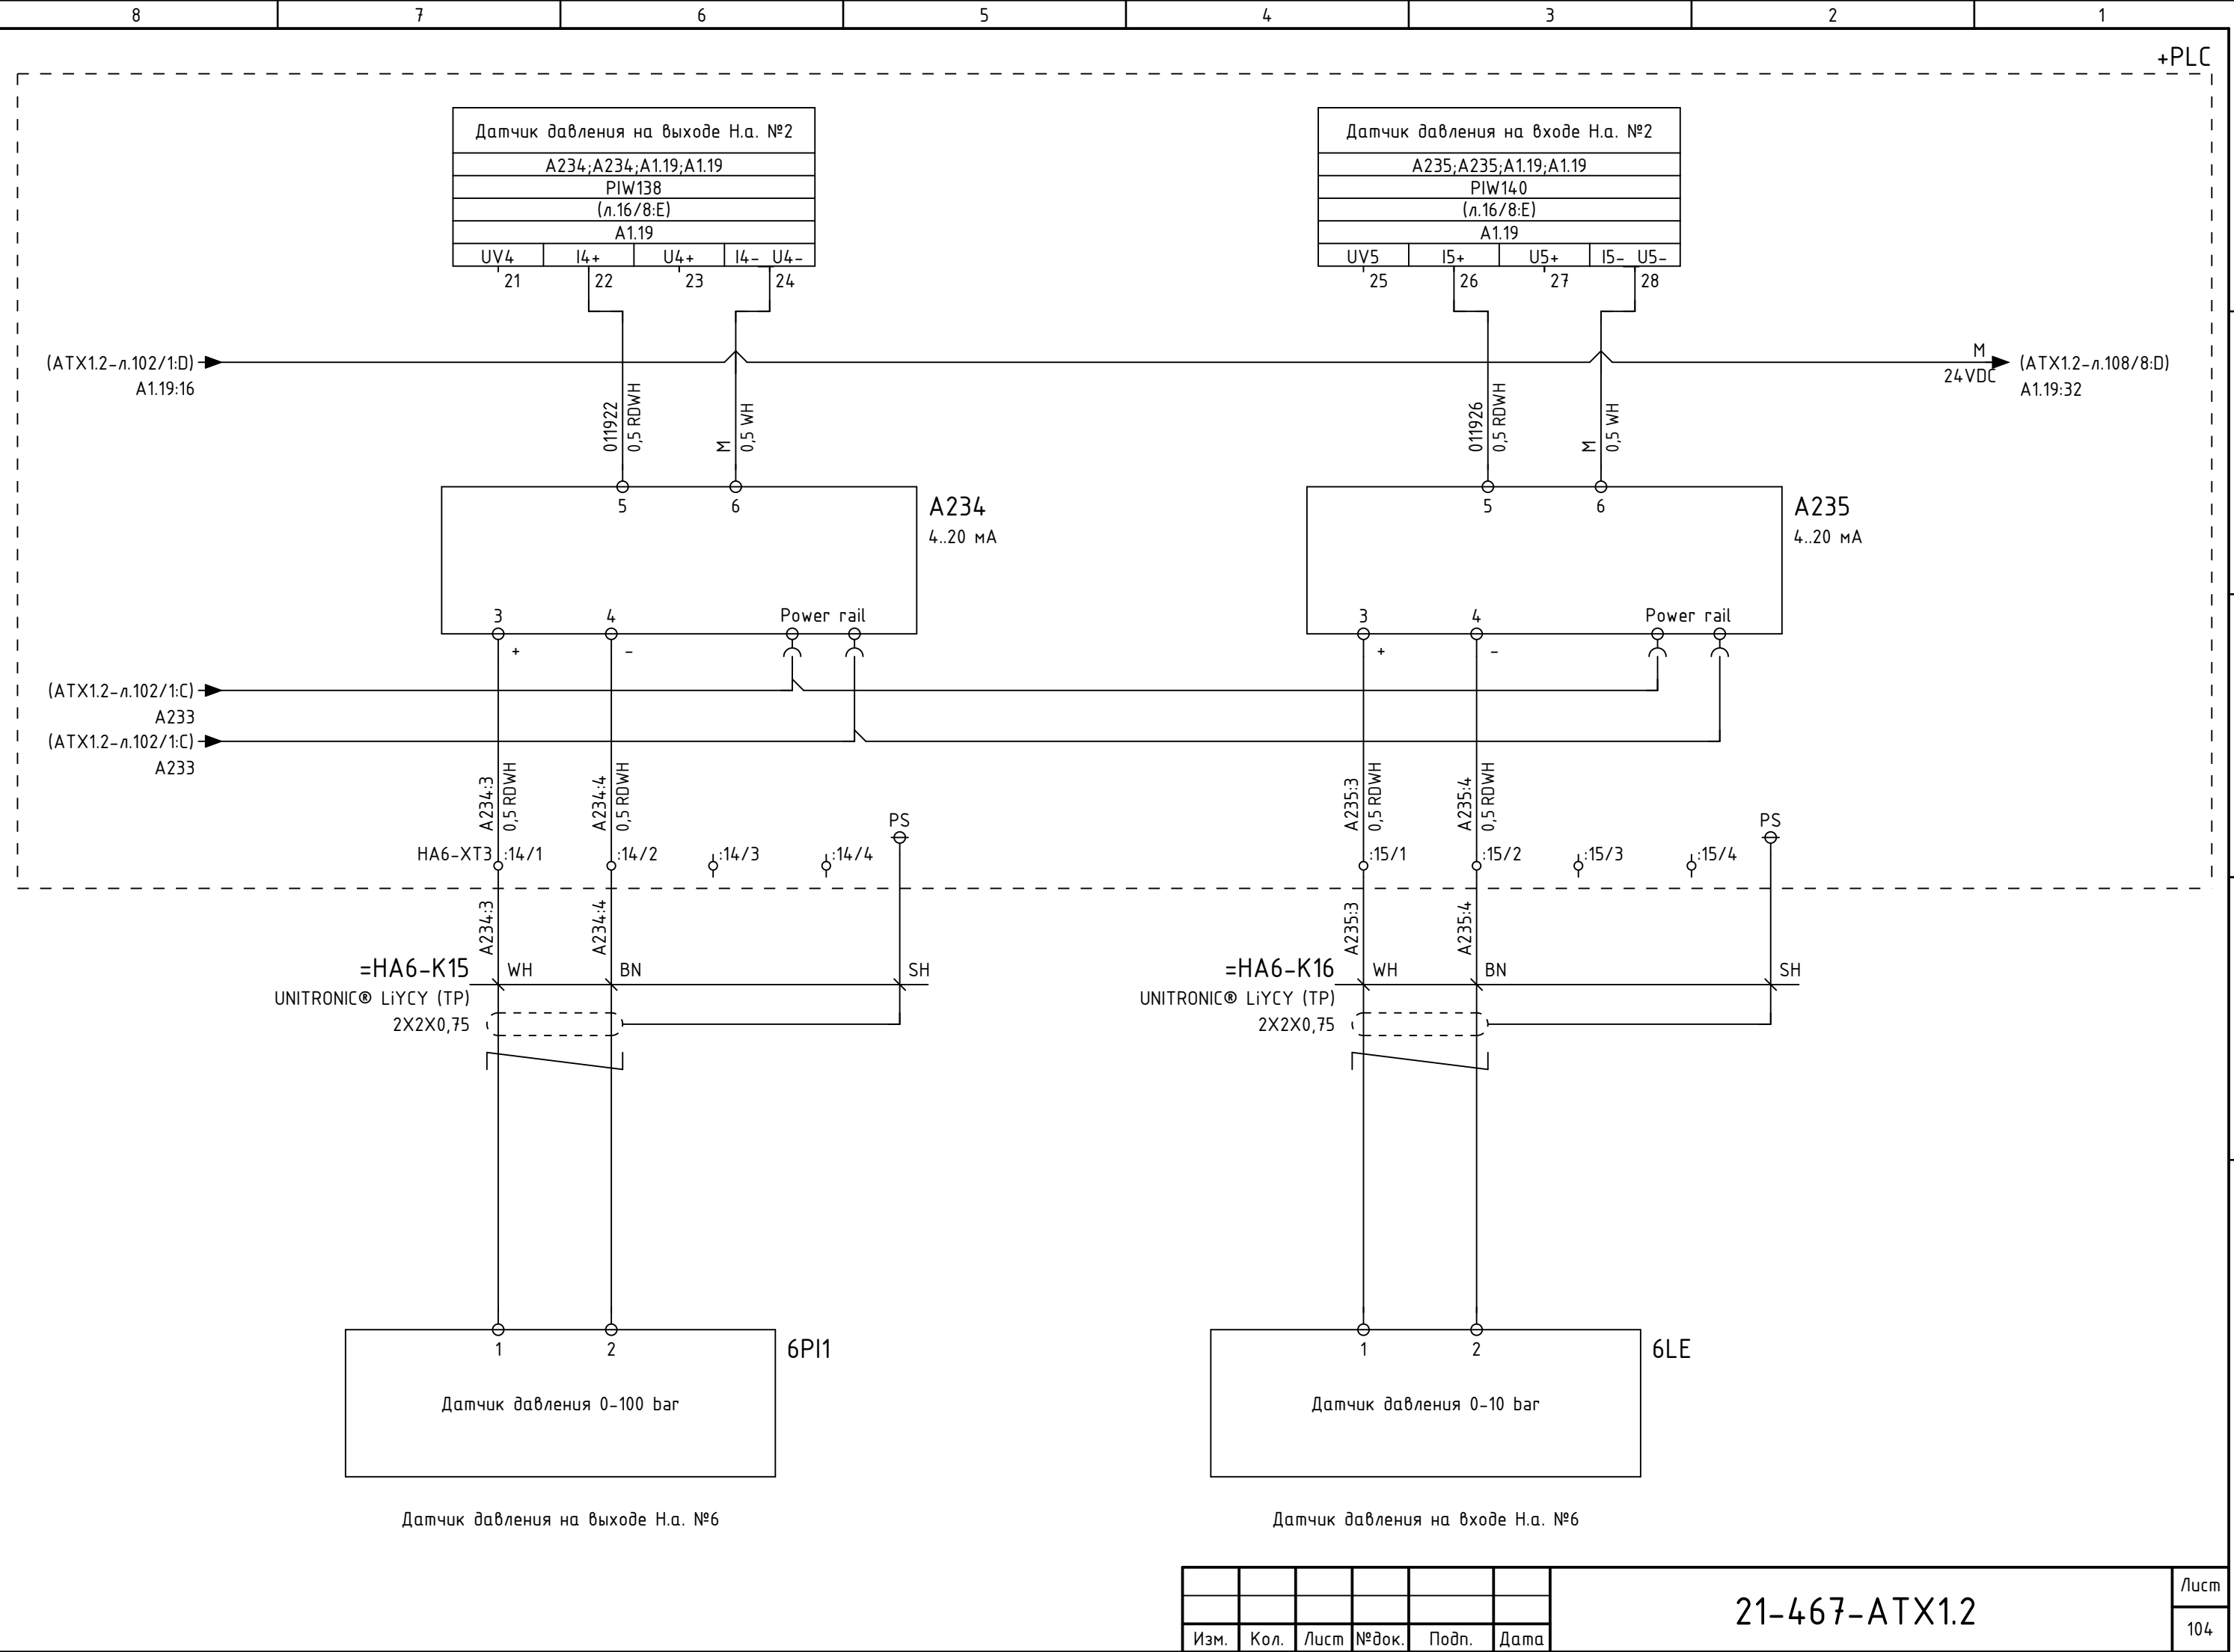 8 7 6 5 4 3 2 1
+PLC
Датчик давления на выходе Н.а. №2
A234;A234;A1.19;A1.19
PIW138
(л.16/8:E)
A1.19
UV4 I4+ U4+ I4- U4-
21 22 23 24
Датчик давления на входе Н.а. №2
A235;A235;A1.19;A1.19
PIW140
(л.16/8:E)
A1.19
UV5 I5+ U5+ I5- U5-
25 26 27 28
(ATX1.2-л.102/1:D)
A1.19:16
M
24VDC
(ATX1.2-л.108/8:D)
A1.19:32
011922
0,5 RDWH
M
0,5 WH
011926
0,5 RDWH
M
0,5 WH
5 6
A234
4..20 мА
3 4 Power rail
+ -
5 6
A235
4..20 мА
3 4 Power rail
+ -
(ATX1.2-л.102/1:C)
A233
(ATX1.2-л.102/1:C)
A233
A234:3
0,5 RDWH
A234:4
0,5 RDWH
PS
A235:3
0,5 RDWH
A235:4
0,5 RDWH
PS
HA6-XT3 :14/1 :14/2 :14/3 :14/4
:15/1 :15/2 :15/3 :15/4
A234:3
A234:4
A235:3
A235:4
=HA6-K15 WH BN SH
UNITRONIC® LiYCY (TP)
2X2X0,75
=HA6-K16 WH BN SH
UNITRONIC® LiYCY (TP)
2X2X0,75
1 2
6PI1
Датчик давления 0-100 bar
Датчик давления на выходе Н.а. №6
1 2
6LE
Датчик давления 0-10 bar
Датчик давления на входе Н.а. №6
Изм. Кол. Лист №док. Подп. Дата
21-467-ATX1.2
Лист
104